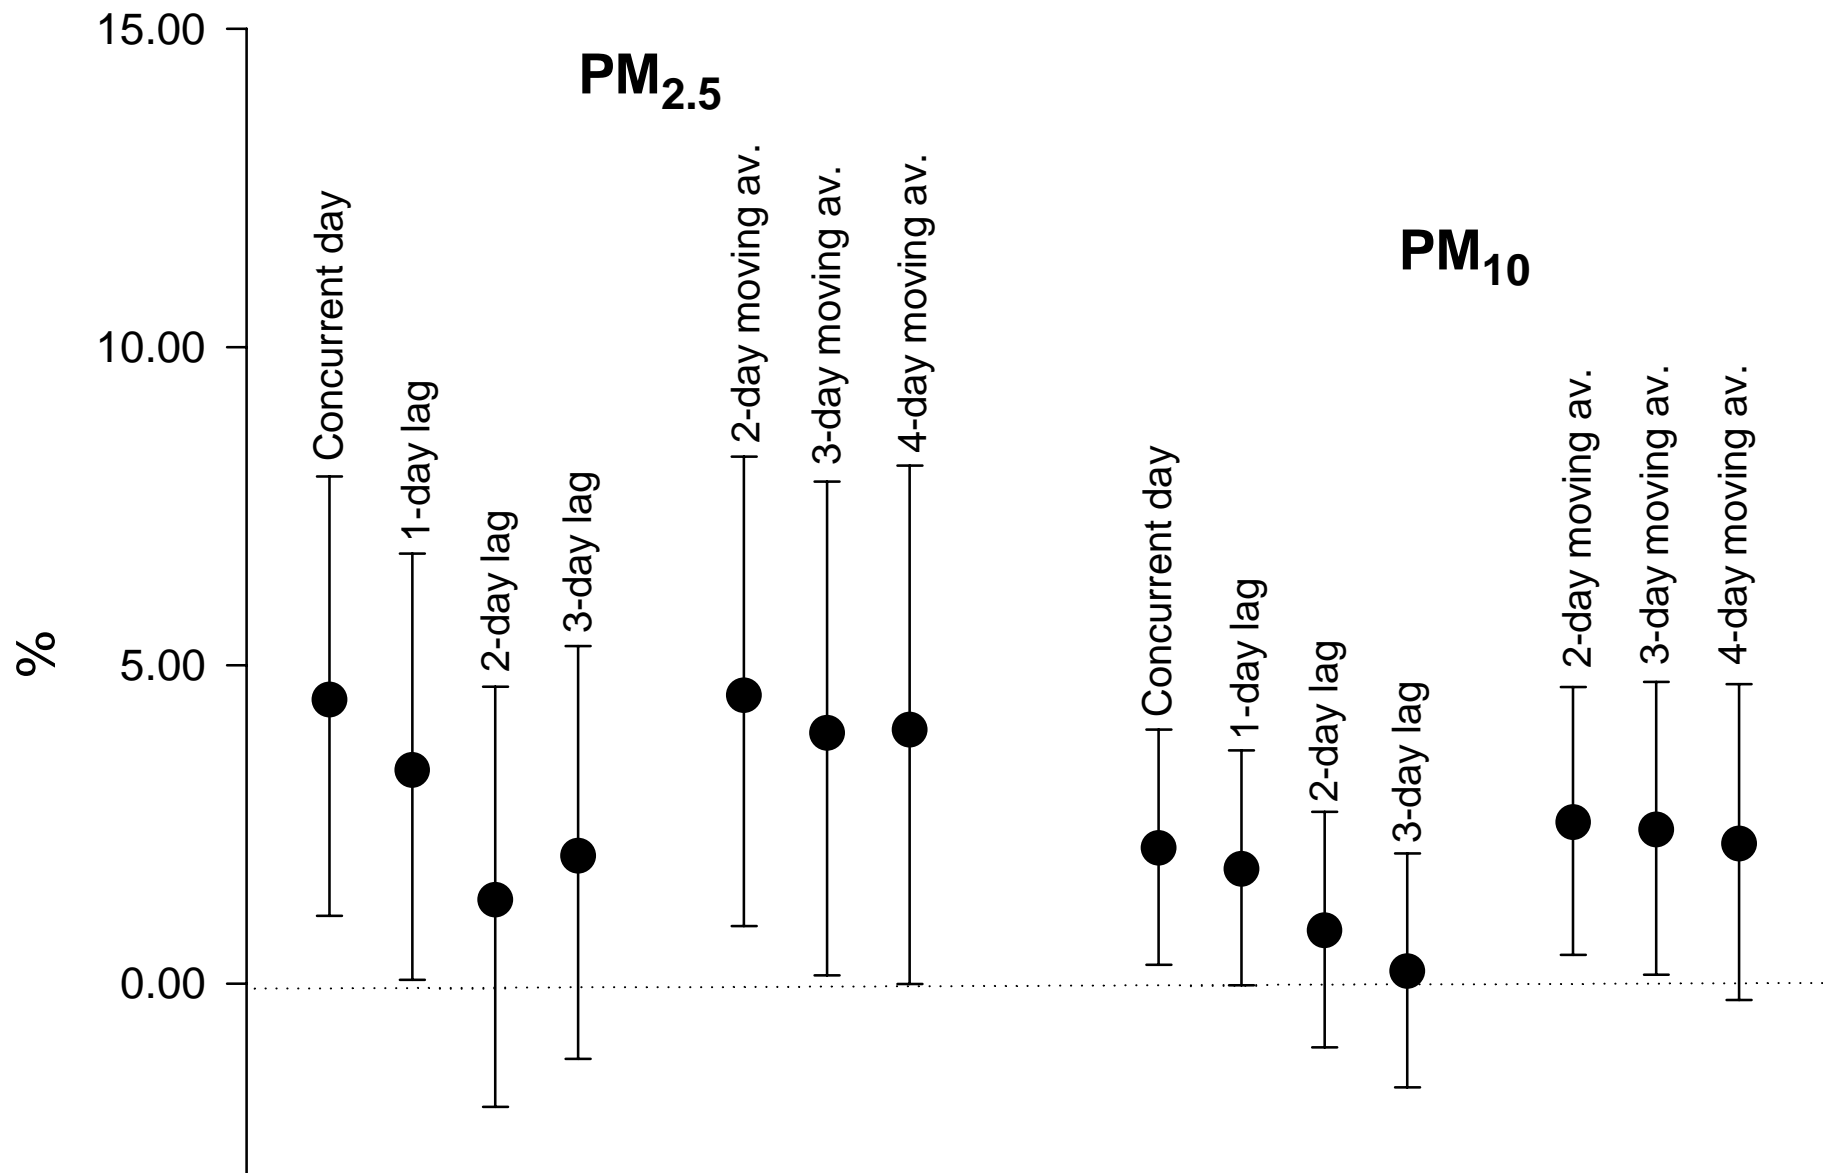 15.00
10.00
5.00
0.00
%
PM2.5
Concurrent day
1-day lag
2-day lag
3-day lag
2-day moving av.
3-day moving av.
4-day moving av.
PM10
Concurrent day
1-day lag
2-day lag
3-day lag
2-day moving av.
3-day moving av.
4-day moving av.